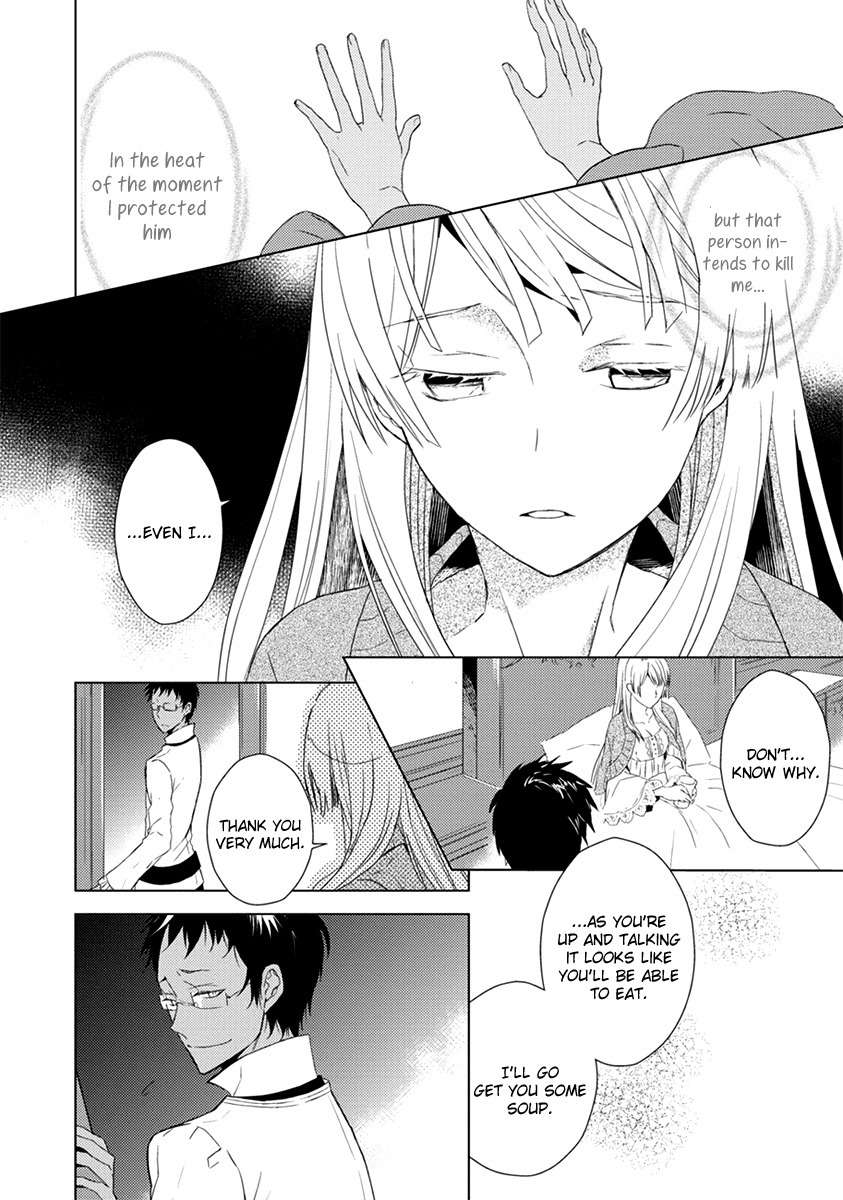 In the heat
of the moment
I protected
him
but that
person in-
tends to kill
me...
...EVEN I...
DON'T...
KNOW WHY.
...AS YOU'RE
UP AND TALKING
IT LOOKS LIKE
YOU'LL BE ABLE
TO EAT.
I'LL GO
GET YOU SOME
SOUP.
THANK YOU
VERY MUCH.